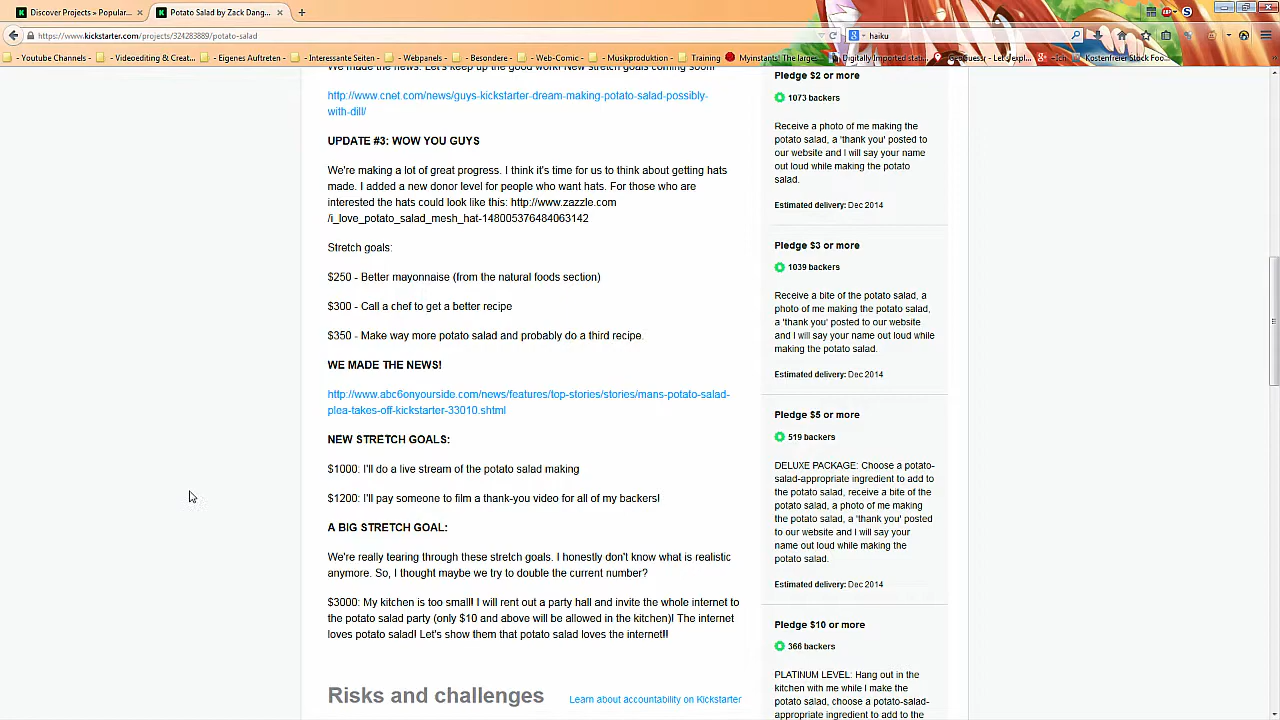 Discover Projects » Popular...
Potato Salad by Zack Dang...
https://www.kickstarter.com/projects/324283889/potato-salad
haiku
- Youtube Channels -
- Videoediting & Creat...
- Eigene Auftreten -
- Interessante Seiten -
- Webpanels -
- Besondere -
- Web-Comic -
- Musikproduktion -
Training
Myinstants The larges
Digitally Imported
GeoGuessr - Let's expl...
Kostenfreier Stock Foo...
We made the news! Let's keep up the good work! New stretch goals coming soon!
http://www.cnet.com/news/guys-kickstarter-dream-making-potato-salad-possibly-
with-dill/
UPDATE #3: WOW YOU GUYS
We're making a lot of great progress. I think it's time for us to think about getting hats
made. I added a new donor level for people who want hats. For those who are
interested the hats could look like this: http://www.zazzle.com
/i_love_potato_salad_mesh_hat-148005376484063142
Stretch goals:
$250 - Better mayonnaise (from the natural foods section)
$300 - Call a chef to get a better recipe
$350 - Make way more potato salad and probably do a third recipe.
WE MADE THE NEWS!
http://www.abc6onyourside.com/news/features/top-stories/stories/mans-potato-salad-
plea-takes-off-kickstarter-33010.shtml
NEW STRETCH GOALS:
$1000: I'll do a live stream of the potato salad making
$1200: I'll pay someone to film a thank-you video for all of my backers!
A BIG STRETCH GOAL:
We're really tearing through these stretch goals. I honestly don't know what is realistic
anymore. So, I thought maybe we try to double the current number?
$3000: My kitchen is too small! I will rent out a party hall and invite the whole internet to
the potato salad party (only $10 and above will be allowed in the kitchen)! The internet
loves potato salad! Let's show them that potato salad loves the internet!!
Risks and challenges
Learn about accountability on Kickstarter
Pledge $2 or more
1073 backers
Receive a photo of me making the
potato salad, a 'thank you' posted to
our website and I will say your name
out loud while making the potato
salad.
Estimated delivery: Dec 2014
Pledge $3 or more
1039 backers
Receive a bite of the potato salad, a
photo of me making the potato salad,
a 'thank you' posted to our website
and I will say your name out loud while
making the potato salad.
Estimated delivery: Dec 2014
Pledge $5 or more
519 backers
DELUXE PACKAGE: Choose a potato-
salad-appropriate ingredient to add to
the potato salad, receive a bite of the
potato salad, a photo of me making
the potato salad, a 'thank you' posted
to our website and I will say your
name out loud while making the
potato salad.
Estimated delivery: Dec 2014
Pledge $10 or more
366 backers
PLATINUM LEVEL: Hang out in the
kitchen with me while I make the
potato salad, choose a potato-salad-
appropriate ingredient to add to the